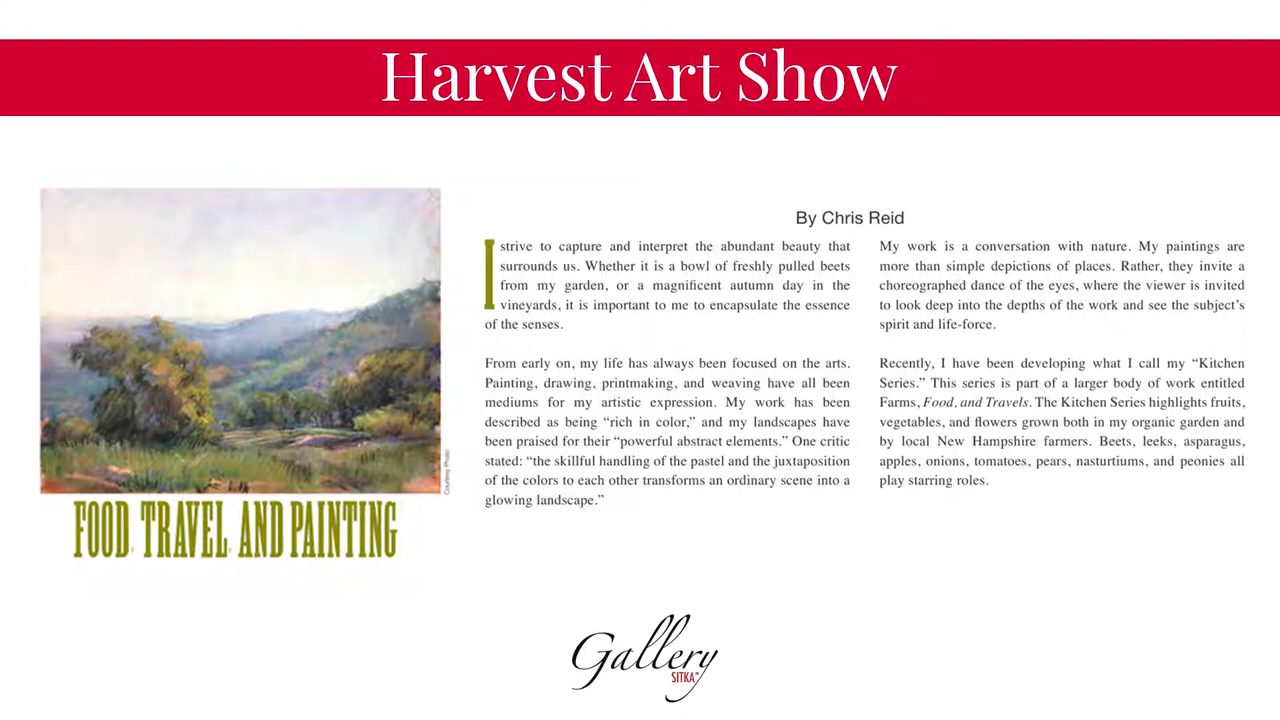 Harvest Art Show
Courtesy Photo
FOOD, TRAVEL, AND PAINTING
By Chris Reid
I strive to capture and interpret the abundant beauty that
surrounds us. Whether it is a bowl of freshly pulled beets
from my garden, or a magnificent autumn day in the
vineyards, it is important to me to encapsulate the essence
of the senses.
From early on, my life has always been focused on the arts.
Painting, drawing, printmaking, and weaving have all been
mediums for my artistic expression. My work has been
described as being “rich in color,” and my landscapes have
been praised for their “powerful abstract elements.” One critic
stated: “the skillful handling of the pastel and the juxtaposition
of the colors to each other transforms an ordinary scene into a
glowing landscape.”
My work is a conversation with nature. My paintings are
more than simple depictions of places. Rather, they invite a
choreographed dance of the eyes, where the viewer is invited
to look deep into the depths of the work and see the subject’s
spirit and life-force.
Recently, I have been developing what I call my “Kitchen
Series.” This series is part of a larger body of work entitled
Farms, Food, and Travels. The Kitchen Series highlights fruits,
vegetables, and flowers grown both in my organic garden and
by local New Hampshire farmers. Beets, leeks, asparagus,
apples, onions, tomatoes, pears, nasturtiums, and peonies all
play starring roles.
Gallery
SITKA™